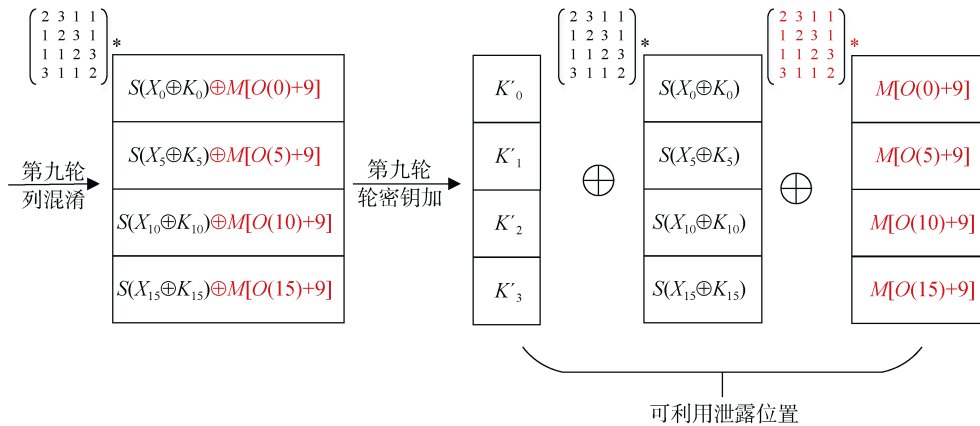 2 3 1 1
1 2 3 1
1 1 2 3
3 1 1 2
*
S(X₀⊕K₀)⊕M[O(0)+9]
S(X₅⊕K₅)⊕M[O(5)+9]
S(X₁₀⊕K₁₀)⊕M[O(10)+9]
S(X₁₅⊕K₁₅)⊕M[O(15)+9]
第九轮
列混淆
第九轮
轮密钥加
K′₀
K′₁
K′₂
K′₃
⊕
2 3 1 1
1 2 3 1
1 1 2 3
3 1 1 2
*
S(X₀⊕K₀)
S(X₅⊕K₅)
S(X₁₀⊕K₁₀)
S(X₁₅⊕K₁₅)
⊕
2 3 1 1
1 2 3 1
1 1 2 3
3 1 1 2
*
M[O(0)+9]
M[O(5)+9]
M[O(10)+9]
M[O(15)+9]
可利用泄露位置